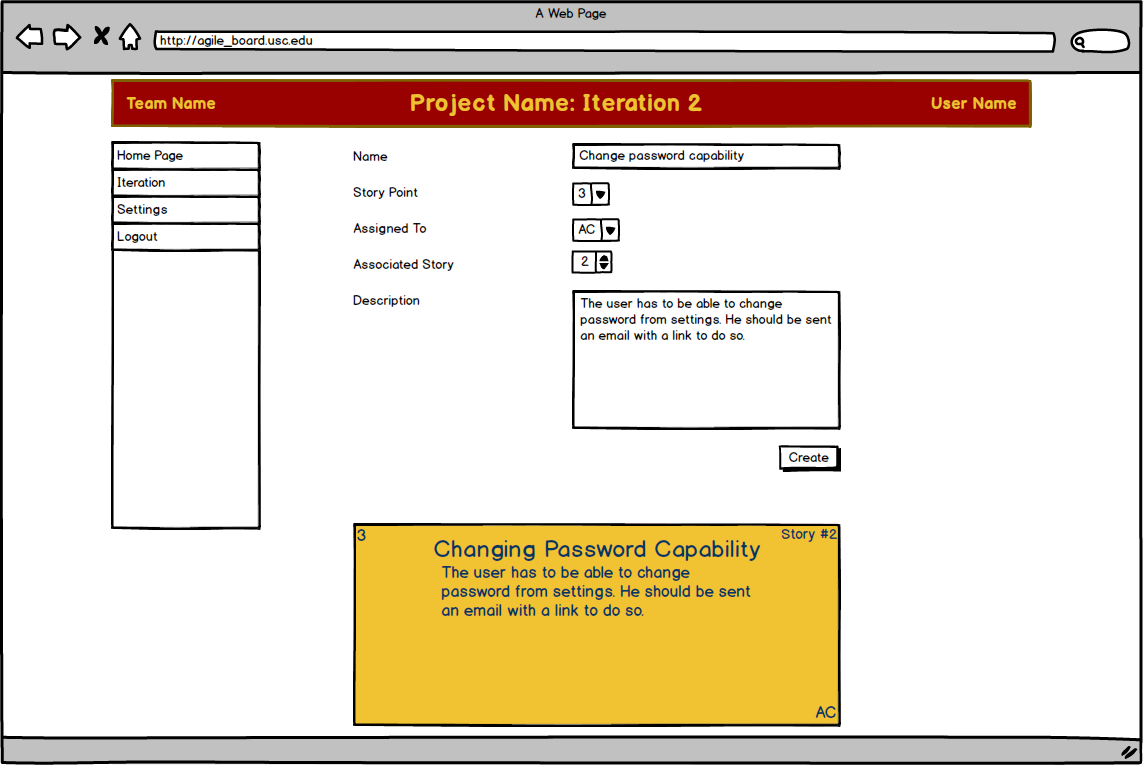 A Web Page
http://agile_board.usc.edu
Team Name
Project Name: Iteration 2
User Name
Home Page
Iteration
Settings
Logout
Name
Change password capability
Story Point
3
Assigned To
AC
Associated Story
2
Description
The user has to be able to change
password from settings. He should be sent
an email with a link to do so.
Create
3
Story #2
Changing Password Capability
The user has to be able to change
password from settings. He should be sent
an email with a link to do so.
AC